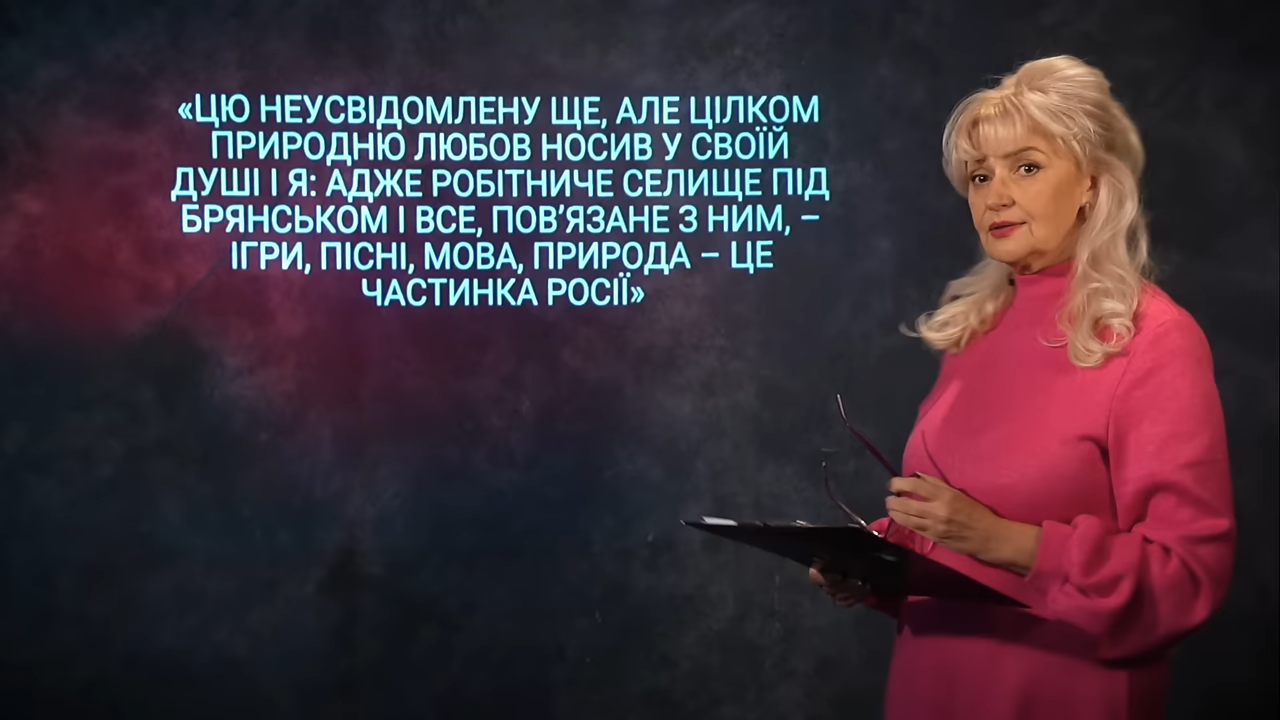 «ЦЮ НЕУСВІДОМЛЕНУ ЩЕ, АЛЕ ЦІЛКОМ
ПРИРОДНЮ ЛЮБОВ НОСИВ У СВОЇЙ
ДУШІ І Я: АДЖЕ РОБІТНИЧЕ СЕЛИЩЕ ПІД
БРЯНСЬКОМ І ВСЕ, ПОВ’ЯЗАНЕ З НИМ, –
ІГРИ, ПІСНІ, МОВА, ПРИРОДА – ЦЕ
ЧАСТИНКА РОСІЇ»